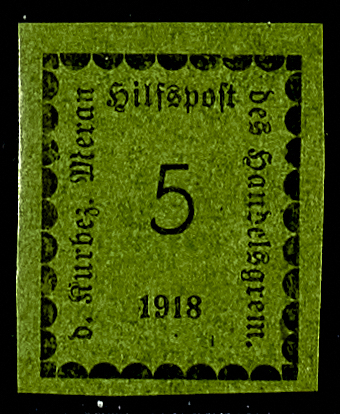 Hilfspost
des Handelsgrem.
d. Kurbez. Meran
5
1918